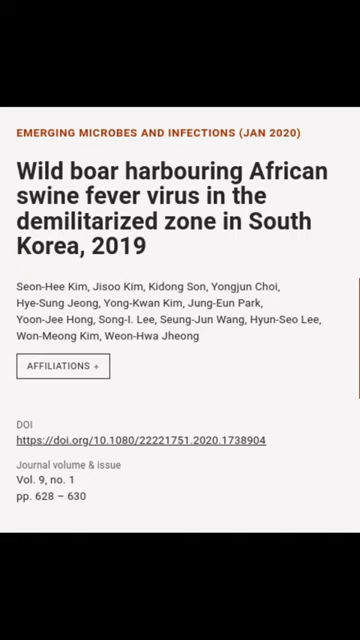 EMERGING MICROBES AND INFECTIONS (JAN 2020)
Wild boar harbouring African
swine fever virus in the
demilitarized zone in South
Korea, 2019
Seon-Hee Kim, Jisoo Kim, Kidong Son, Yongjun Choi,
Hye-Sung Jeong, Yong-Kwan Kim, Jung-Eun Park,
Yoon-Jee Hong, Song-I. Lee, Seung-Jun Wang, Hyun-Seo Lee,
Won-Meong Kim, Weon-Hwa Jheong
AFFILIATIONS +
DOI
https://doi.org/10.1080/22221751.2020.1738904
Journal volume & issue
Vol. 9, no. 1
pp. 628 – 630